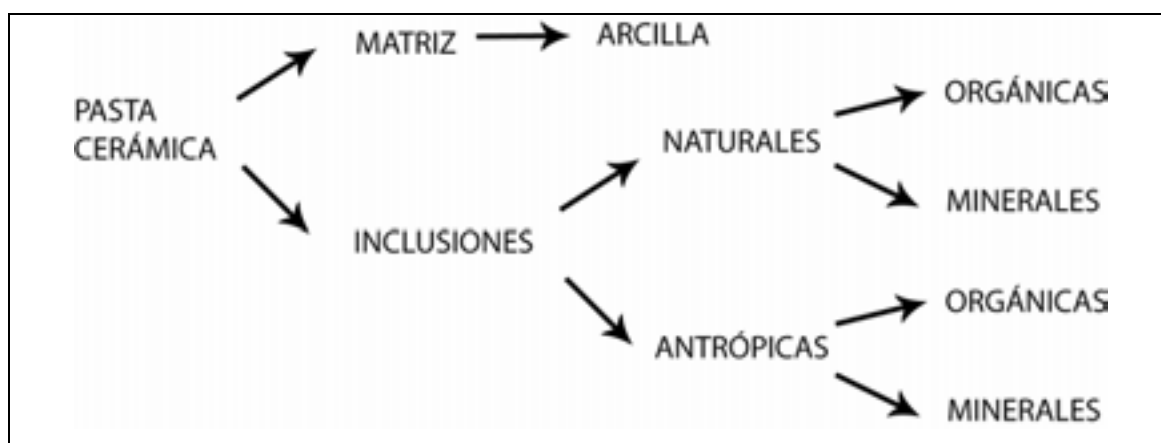 MATRIZ
ARCILLA
PASTA
CERÁMICA
INCLUSIONES
NATURALES
ORGÁNICAS
MINERALES
ANTRÓPICAS
ORGÁNICAS
MINERALES